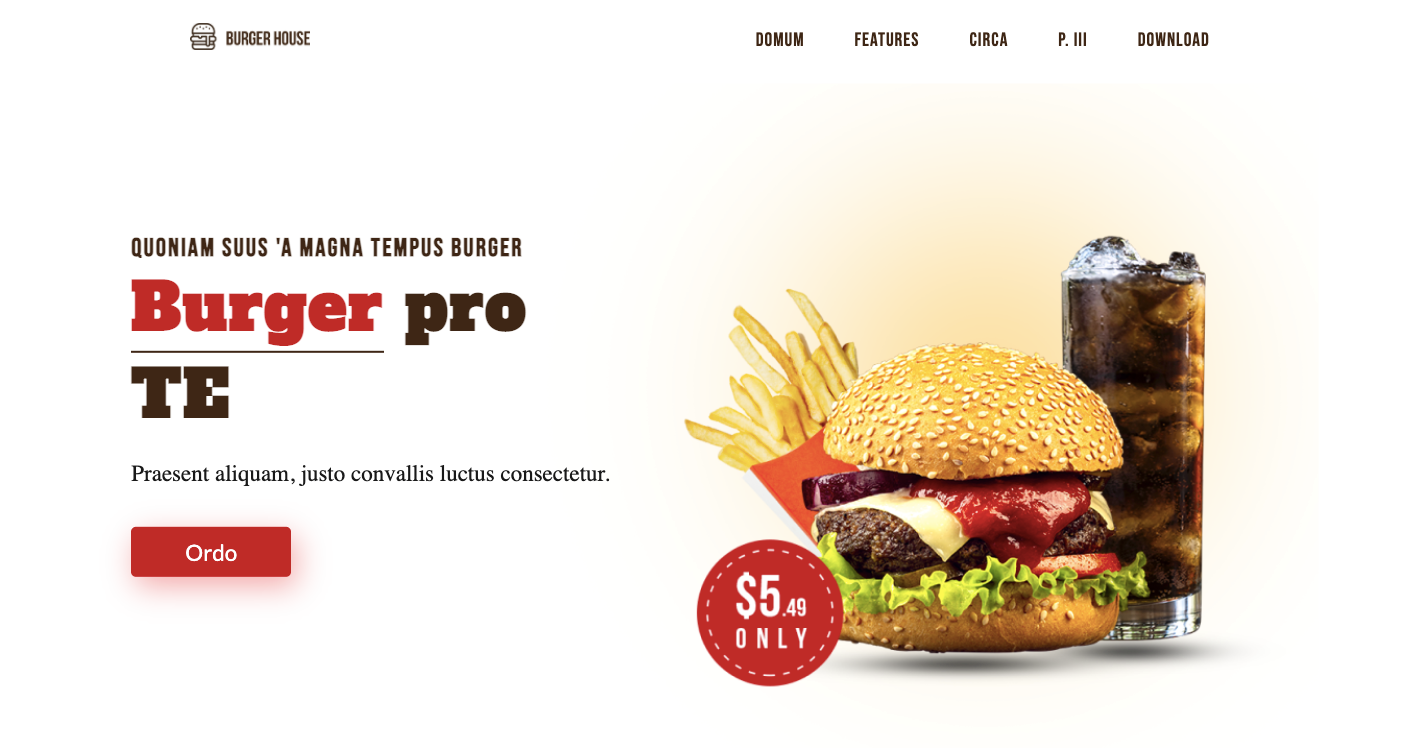 BURGER HOUSE
DOMUM FEATURES CIRCA P. III DOWNLOAD
QUONIAM SUUS 'A MAGNA TEMPUS BURGER
Burger pro
TE
Praesent aliquam, justo convallis luctus consectetur.
Ordo
$5.49
ONLY